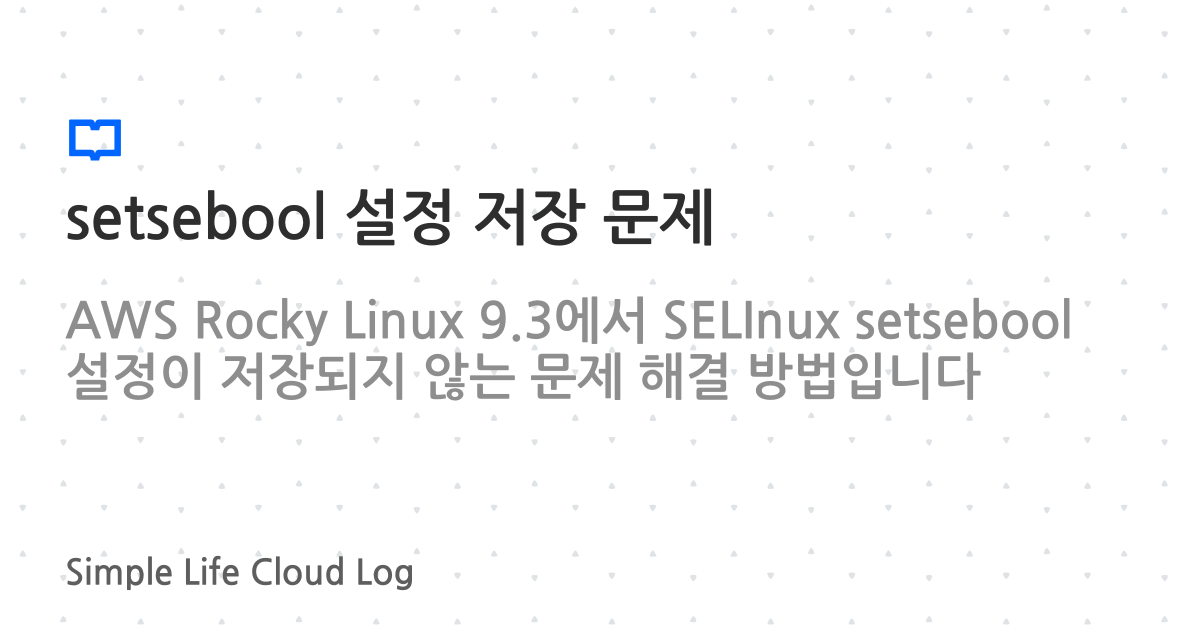 setsebool 설정 저장 문제
AWS Rocky Linux 9.3에서 SELInux setsebool
설정이 저장되지 않는 문제 해결 방법입니다
Simple Life Cloud Log